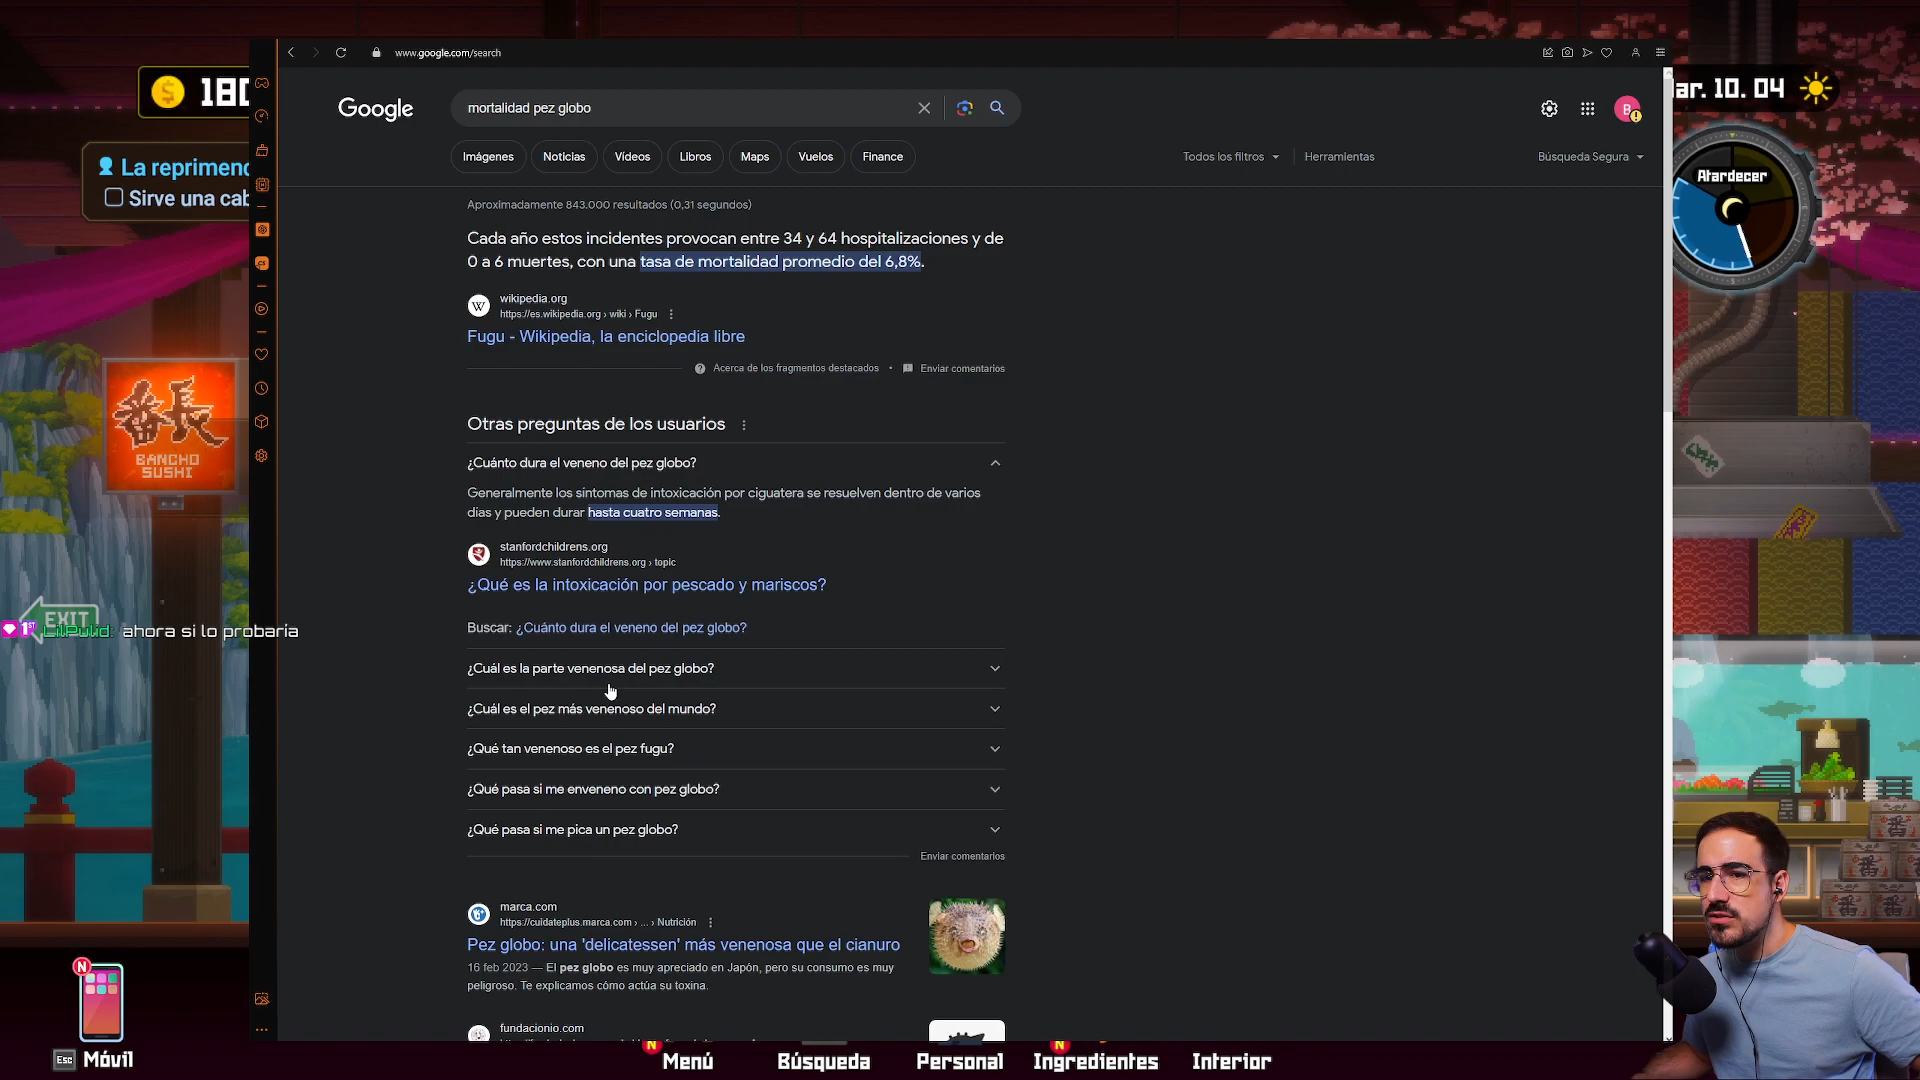 180
La reprimend
Sirve una cab
番長
BANCHO
SUSHI
EXIT
LilPulid: ahora si lo probaria
N
Esc Móvil
www.google.com/search
Google
mortalidad pez globo
B
Imágenes
Noticias
Vídeos
Libros
Maps
Vuelos
Finance
Todos los filtros
Herramientas
Búsqueda Segura
Aproximadamente 843.000 resultados (0,31 segundos)
Cada año estos incidentes provocan entre 34 y 64 hospitalizaciones y de
0 a 6 muertes, con una tasa de mortalidad promedio del 6,8%.
W
wikipedia.org
https://es.wikipedia.org › wiki › Fugu
Fugu - Wikipedia, la enciclopedia libre
Acerca de los fragmentos destacados • Enviar comentarios
Otras preguntas de los usuarios
¿Cuánto dura el veneno del pez globo?
Generalmente los síntomas de intoxicación por ciguatera se resuelven dentro de varios
días y pueden durar hasta cuatro semanas.
stanfordchildrens.org
https://www.stanfordchildrens.org › topic
¿Qué es la intoxicación por pescado y mariscos?
Buscar: ¿Cuánto dura el veneno del pez globo?
¿Cuál es la parte venenosa del pez globo?
¿Cuál es el pez más venenoso del mundo?
¿Qué tan venenoso es el pez fugu?
¿Qué pasa si me enveneno con pez globo?
¿Qué pasa si me pica un pez globo?
Enviar comentarios
marca.com
https://cuidateplus.marca.com › ... › Nutrición
Pez globo: una 'delicatessen' más venenosa que el cianuro
16 feb 2023 — El pez globo es muy apreciado en Japón, pero su consumo es muy
peligroso. Te explicamos cómo actúa su toxina.
fundacionio.com
ar. 10. 04
Atardecer
N Menú
Búsqueda
Personal
N Ingredientes
Interior